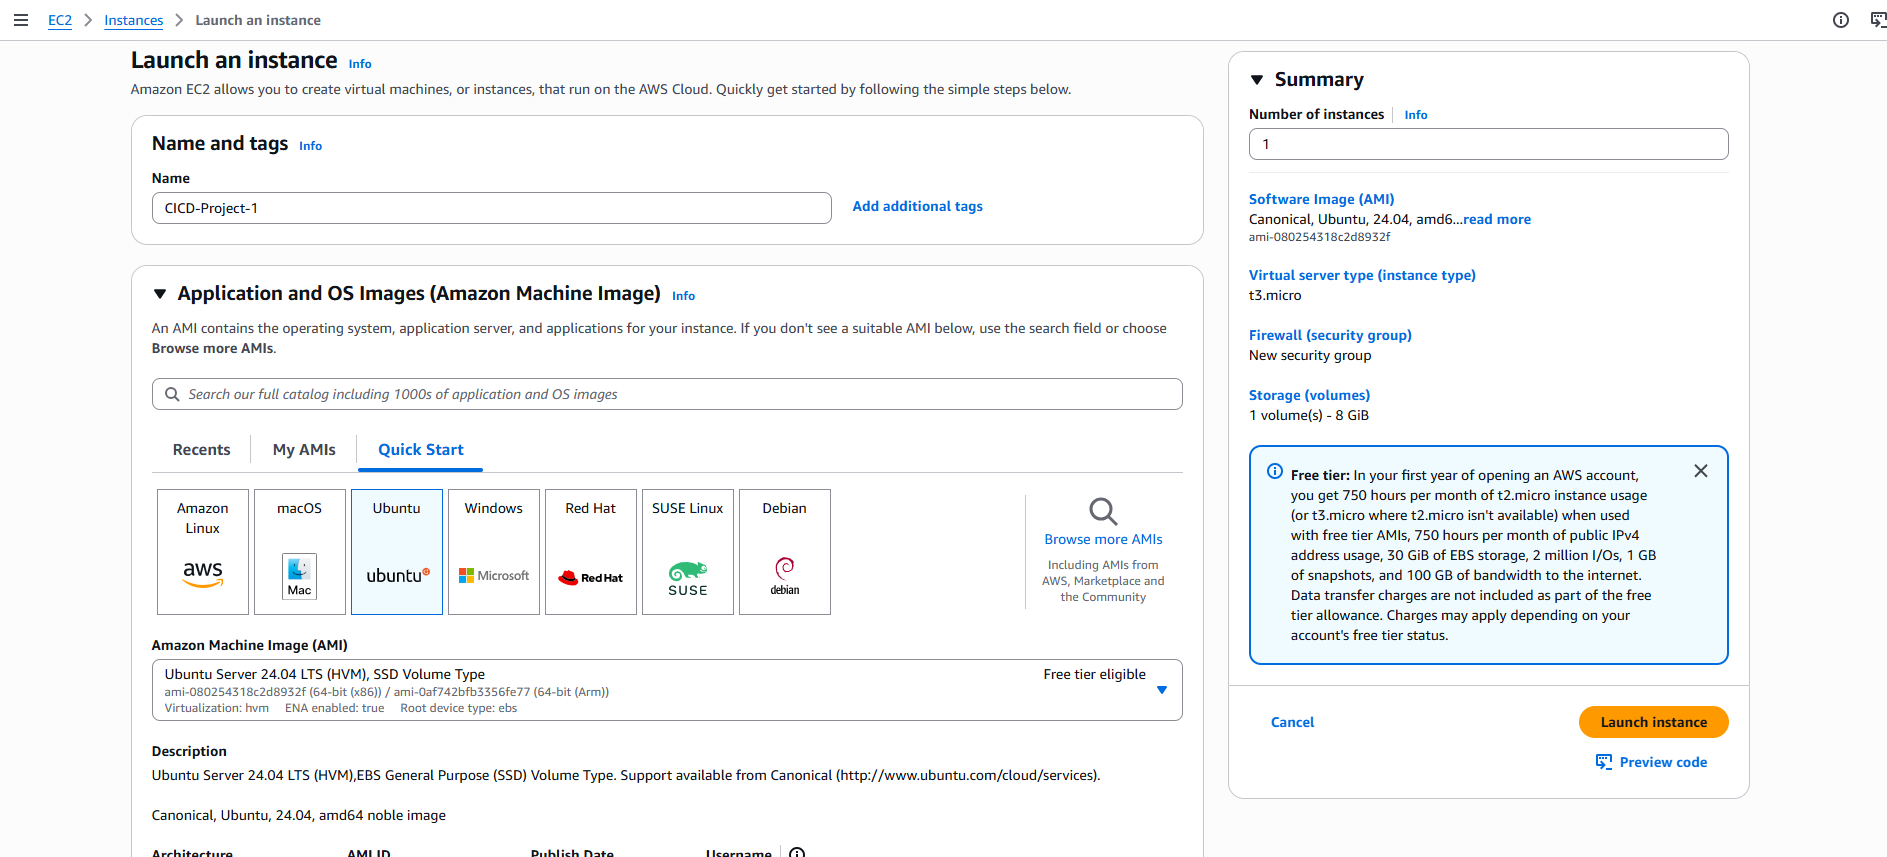 EC2 > Instances > Launch an instance
Launch an instance Info
Amazon EC2 allows you to create virtual machines, or instances, that run on the AWS Cloud. Quickly get started by following the simple steps below.
Name and tags Info
Name
CICD-Project-1
Add additional tags
Application and OS Images (Amazon Machine Image) Info
An AMI contains the operating system, application server, and applications for your instance. If you don't see a suitable AMI below, use the search field or choose
Browse more AMIs.
Search our full catalog including 1000s of application and OS images
Recents
My AMIs
Quick Start
Amazon
Linux
aws
macOS
Mac
Ubuntu
ubuntu
Windows
Microsoft
Red Hat
Red Hat
SUSE Linux
SUSE
Debian
debian
Browse more AMIs
Including AMIs from
AWS, Marketplace and
the Community
Amazon Machine Image (AMI)
Ubuntu Server 24.04 LTS (HVM), SSD Volume Type
Free tier eligible
ami-080254318c2d8932f (64-bit (x86)) / ami-0af742bfb3356fe77 (64-bit (Arm))
Virtualization: hvm ENA enabled: true Root device type: ebs
Description
Ubuntu Server 24.04 LTS (HVM),EBS General Purpose (SSD) Volume Type. Support available from Canonical (http://www.ubuntu.com/cloud/services).
Canonical, Ubuntu, 24.04, amd64 noble image
Architecture AMI ID Publish Date Username
Summary
Number of instances Info
1
Software Image (AMI)
Canonical, Ubuntu, 24.04, amd6...read more
ami-080254318c2d8932f
Virtual server type (instance type)
t3.micro
Firewall (security group)
New security group
Storage (volumes)
1 volume(s) - 8 GiB
Free tier: In your first year of opening an AWS account,
you get 750 hours per month of t2.micro instance usage
(or t3.micro where t2.micro isn't available) when used
with free tier AMIs, 750 hours per month of public IPv4
address usage, 30 GiB of EBS storage, 2 million I/Os, 1 GB
of snapshots, and 100 GB of bandwidth to the internet.
Data transfer charges are not included as part of the free
tier allowance. Charges may apply depending on your
account's free tier status.
Cancel
Launch instance
Preview code